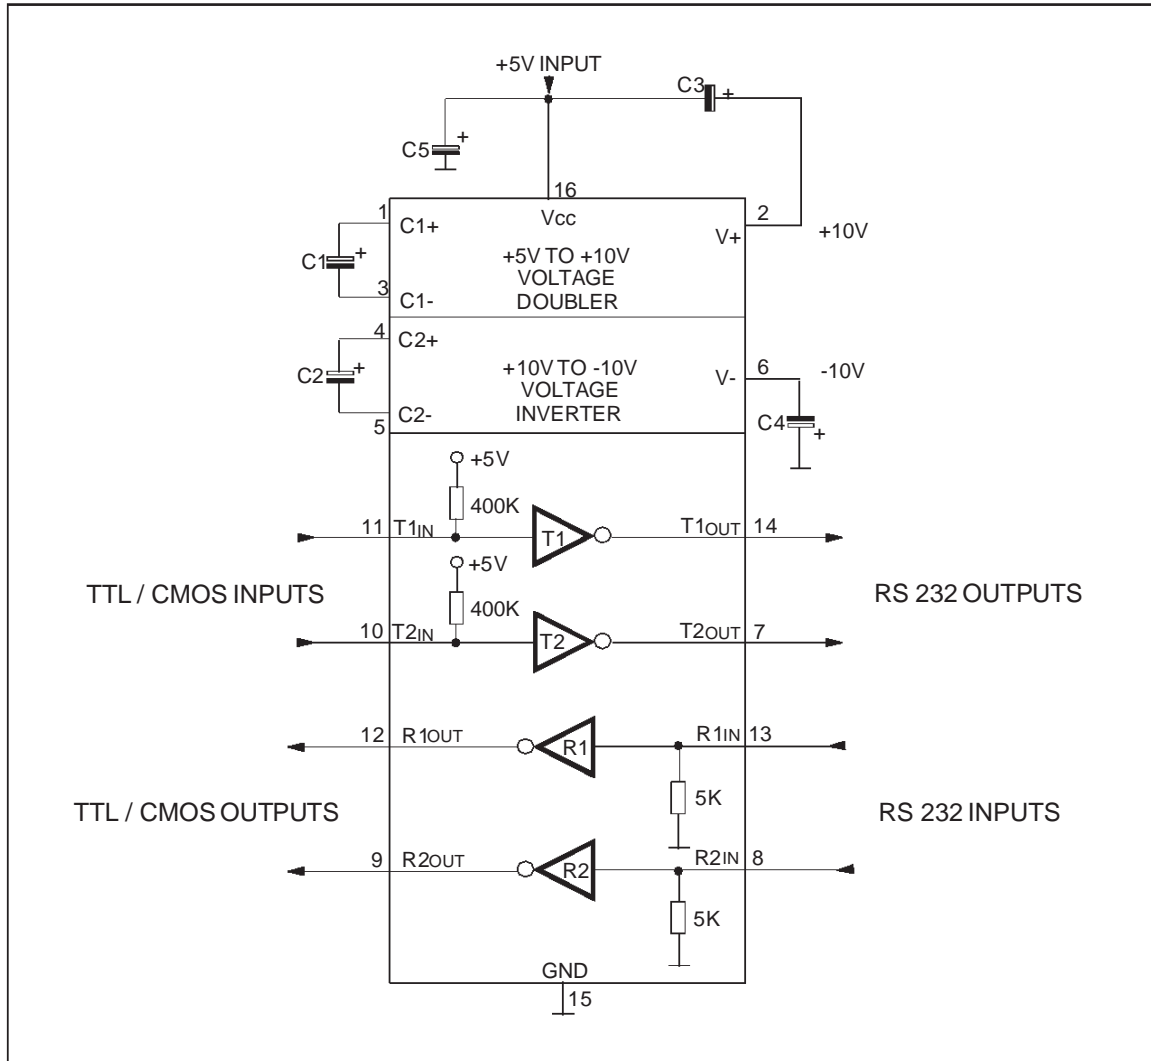 +5V INPUT
C3
+
+
C5
16
1
Vcc
2
C1+
V+
+10V
+
C1
+5V TO +10V
VOLTAGE
DOUBLER
3
C1-
4
C2+
+
C2
+10V TO -10V
VOLTAGE
INVERTER
V-
6
-10V
C2-
5
C4
+
+5V
400K
11
T1IN
T1
T1OUT
14
+5V
TTL / CMOS INPUTS
400K
RS 232 OUTPUTS
10
T2IN
T2
T2OUT
7
12
R1OUT
R1
R1IN
13
5K
TTL / CMOS OUTPUTS
RS 232 INPUTS
9
R2OUT
R2
R2IN
8
5K
GND
15